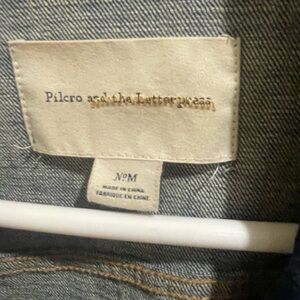 Pilcro and the Letterpress
NºM
MADE IN CHINA
FABRIQUÉ EN CHINE